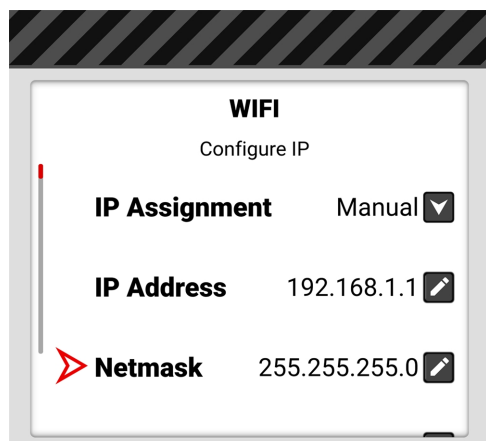 WIFI
Configure IP
IP Assignment Manual
IP Address 192.168.1.1
Netmask 255.255.255.0